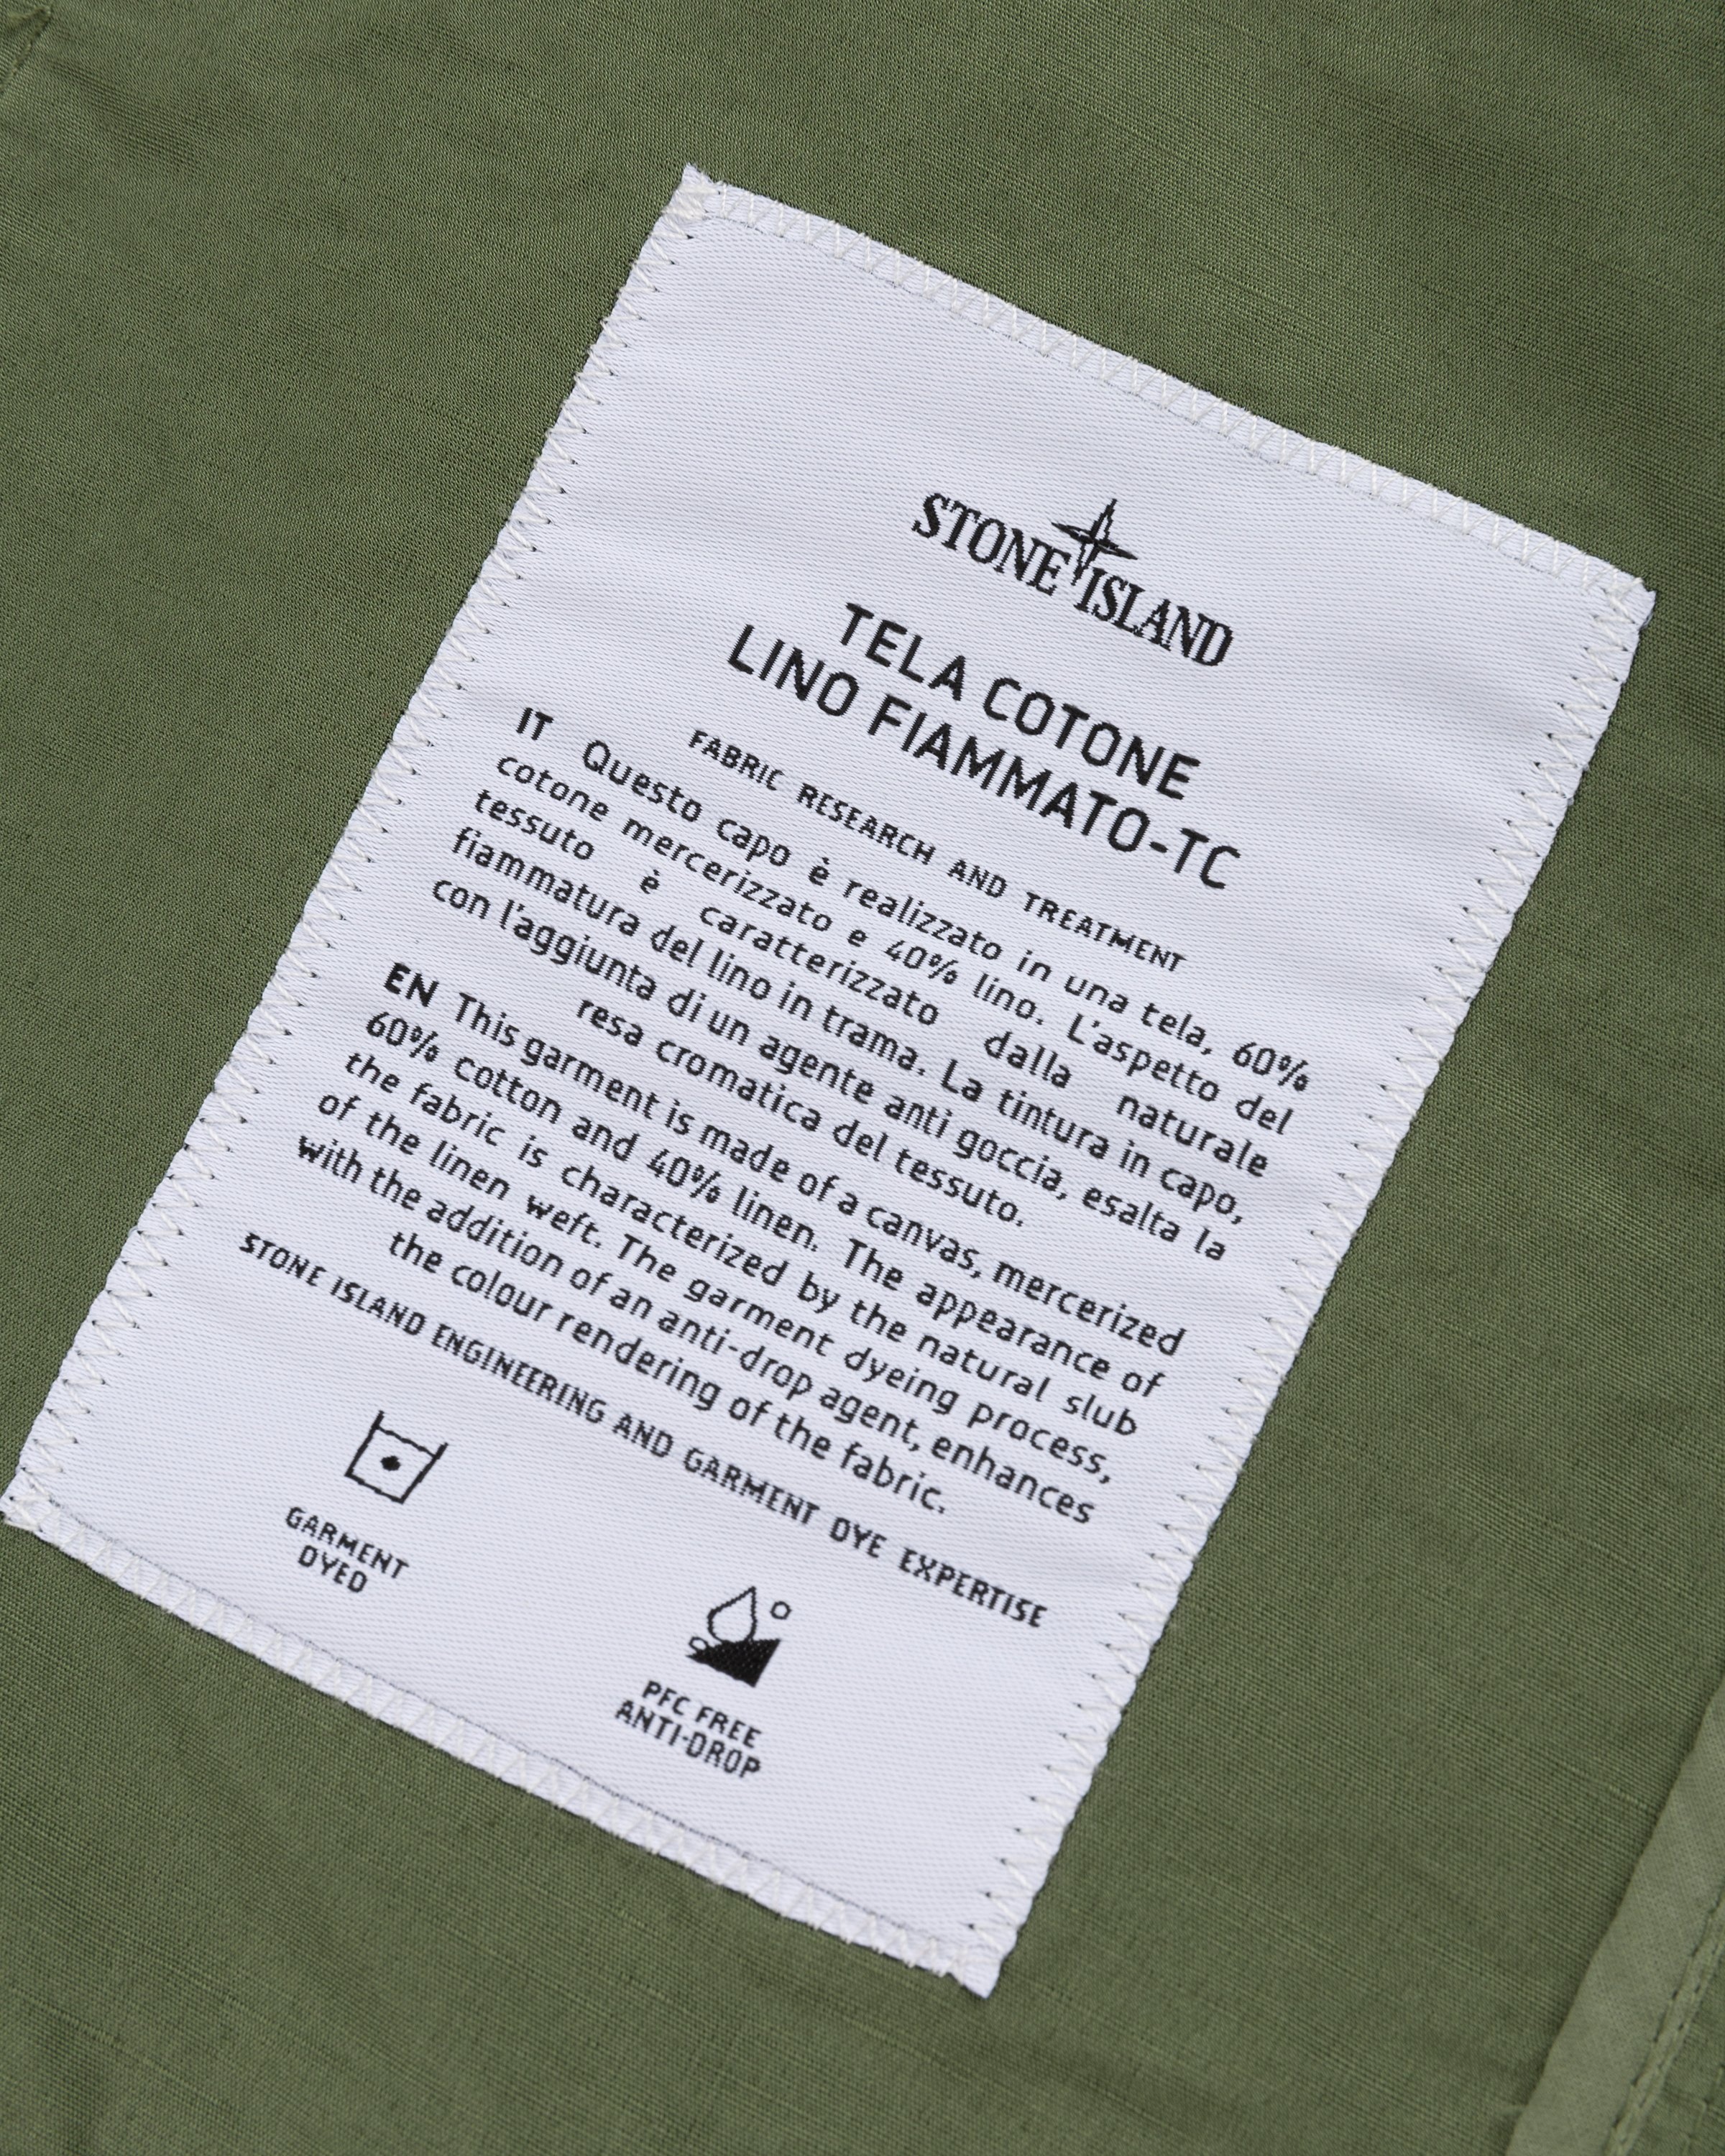 STONE ISLAND
TELA COTONE
LINO FIAMMATO-TC
FABRIC RESEARCH AND TREATMENT
IT Questo capo è realizzato in una tela, 60%
cotone mercerizzato e 40% lino. L'aspetto del
tessuto è caratterizzato dalla naturale
fiammatura del lino in trama. La tintura in capo,
con l'aggiunta di un agente anti goccia, esalta la
resa cromatica del tessuto.
EN This garment is made of a canvas, mercerized
60% cotton and 40% linen. The appearance of
the fabric is characterized by the natural slub
of the linen weft. The garment dyeing process,
with the addition of an anti-drop agent, enhances
the colour rendering of the fabric.
STONE ISLAND ENGINEERING AND GARMENT DYE EXPERTISE
GARMENT
DYED
PFC FREE
ANTI-DROP